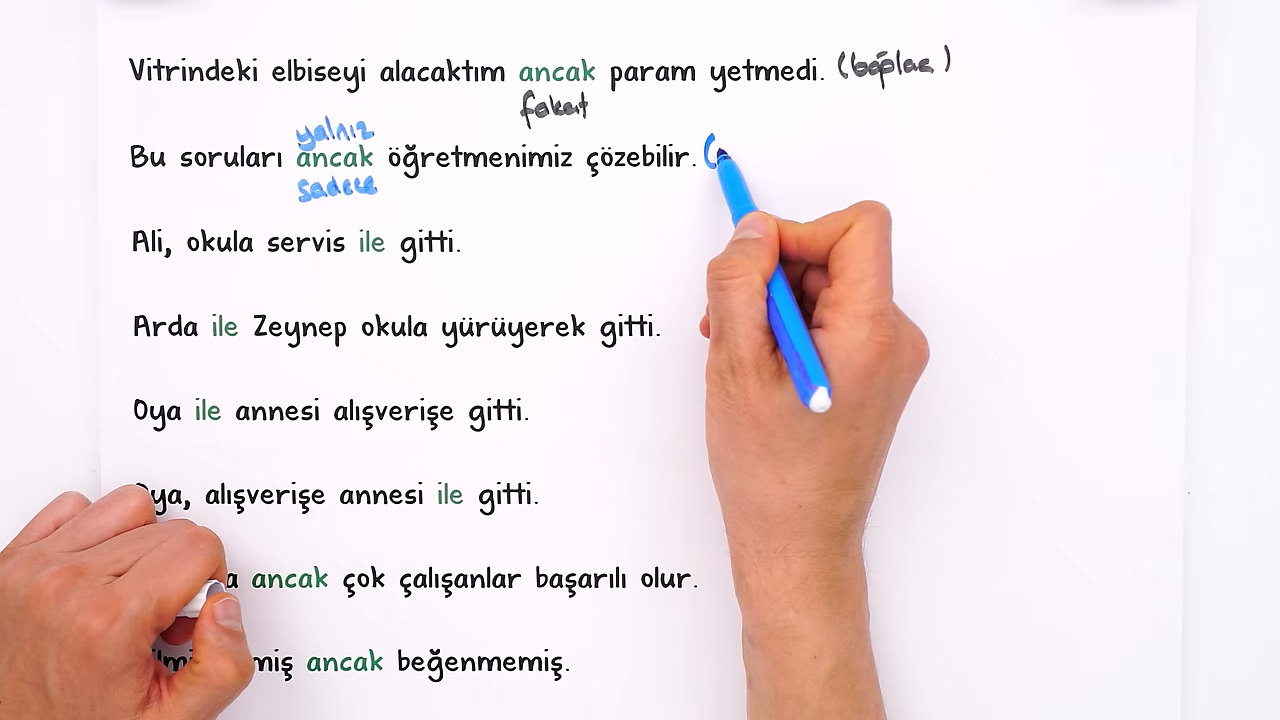 Vitrindeki elbiseyi alacaktım ancak param yetmedi. (bağlaç)
fakat
yalnız
Bu soruları ancak öğretmenimiz çözebilir. (
sadece
Ali, okula servis ile gitti.
Arda ile Zeynep okula yürüyerek gitti.
Oya ile annesi alışverişe gitti.
Oya, alışverişe annesi ile gitti.
ancak çok çalışanlar başarılı olur.
ancak beğenmemiş.